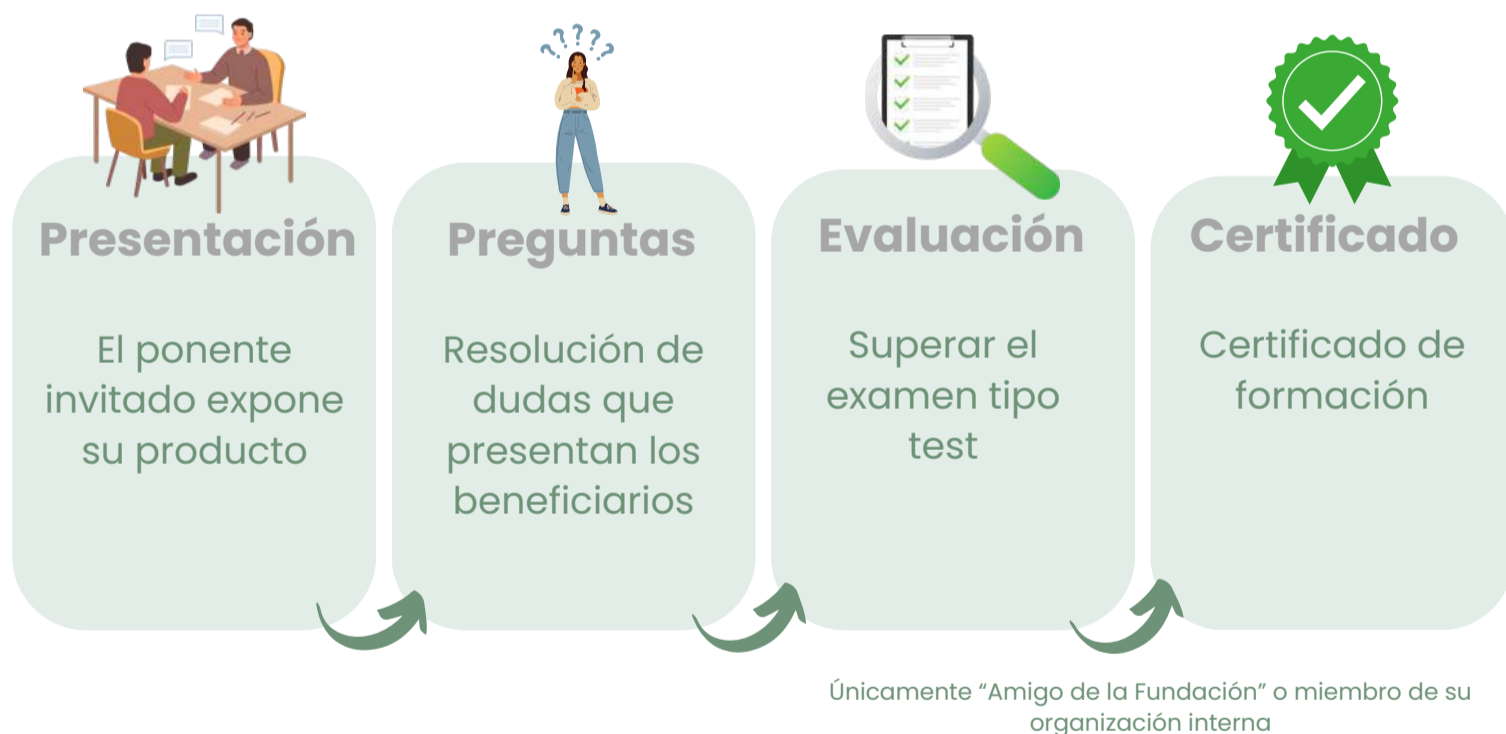 Presentación
El ponente
invitado expone
su producto
Preguntas
Resolución de
dudas que
presentan los
beneficiarios
Evaluación
Superar el
examen tipo
test
Certificado
Certificado de
formación
Únicamente “Amigo de la Fundación” o miembro de su
organización interna